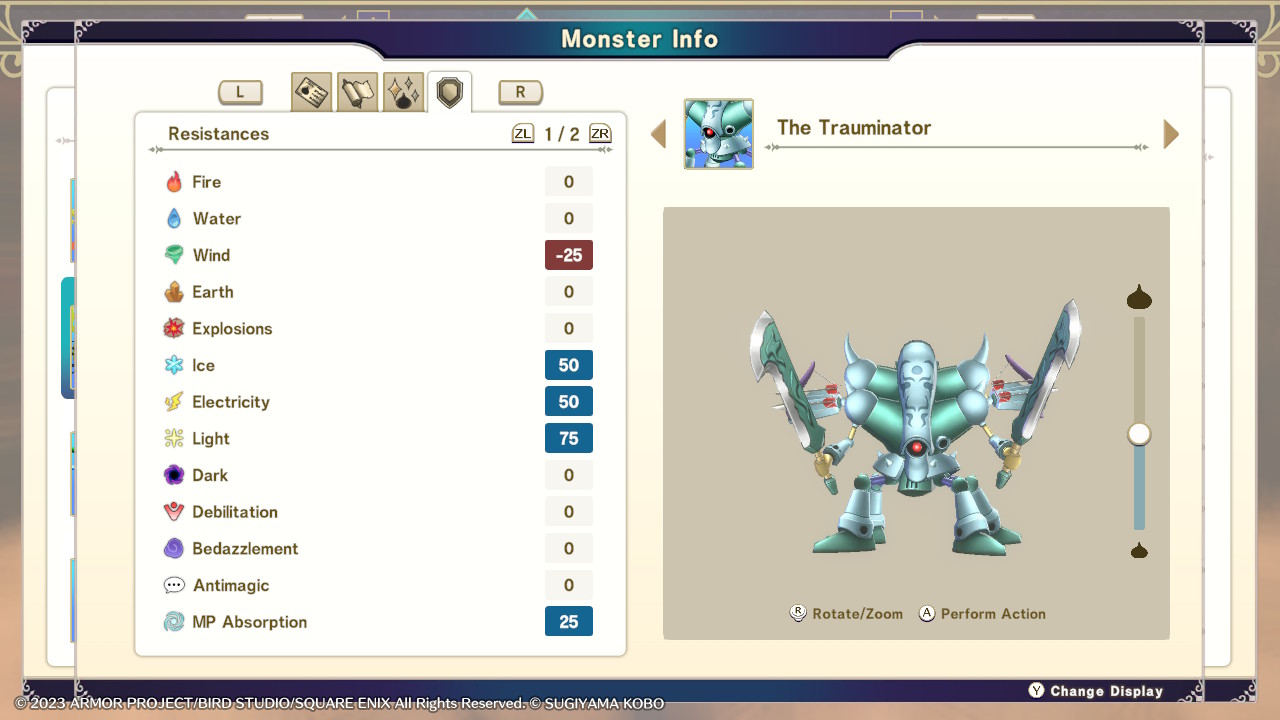 Monster Info
L
R
Resistances
ZL 1 / 2 ZR
Fire 0
Water 0
Wind -25
Earth 0
Explosions 0
Ice 50
Electricity 50
Light 75
Dark 0
Debilitation 0
Bedazzlement 0
Antimagic 0
MP Absorption 25
The Trauminator
R Rotate/Zoom A Perform Action
Y Change Display
© 2023 ARMOR PROJECT/BIRD STUDIO/SQUARE ENIX All Rights Reserved. © SUGIYAMA KOBO